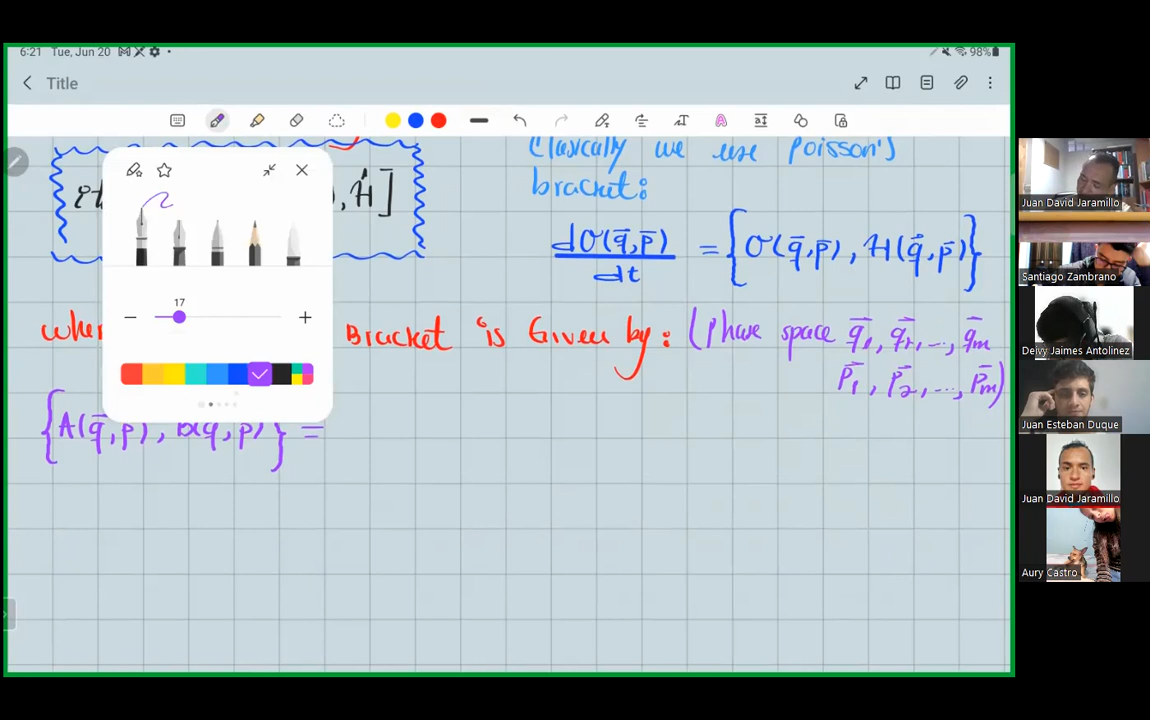 6:21 Tue, Jun 20
98%
Title
Classically we use Poisson's
bracket:
, Ĥ]
dO(q̄,p̄)/dt = {O(q̄,p̄), H(q̄,p̄)}
17
Bracket is Given by: (Phase space q̄₁, q̄₂, ..., q̄m
p̄₁, p̄₂, ..., p̄m)
{A(q̄,p̄), B(q̄,p̄)} =
Juan David Jaramillo
Santiago Zambrano
Deivy Jaimes Antolinez
Juan Esteban Duque
Juan David Jaramillo
Aury Castro